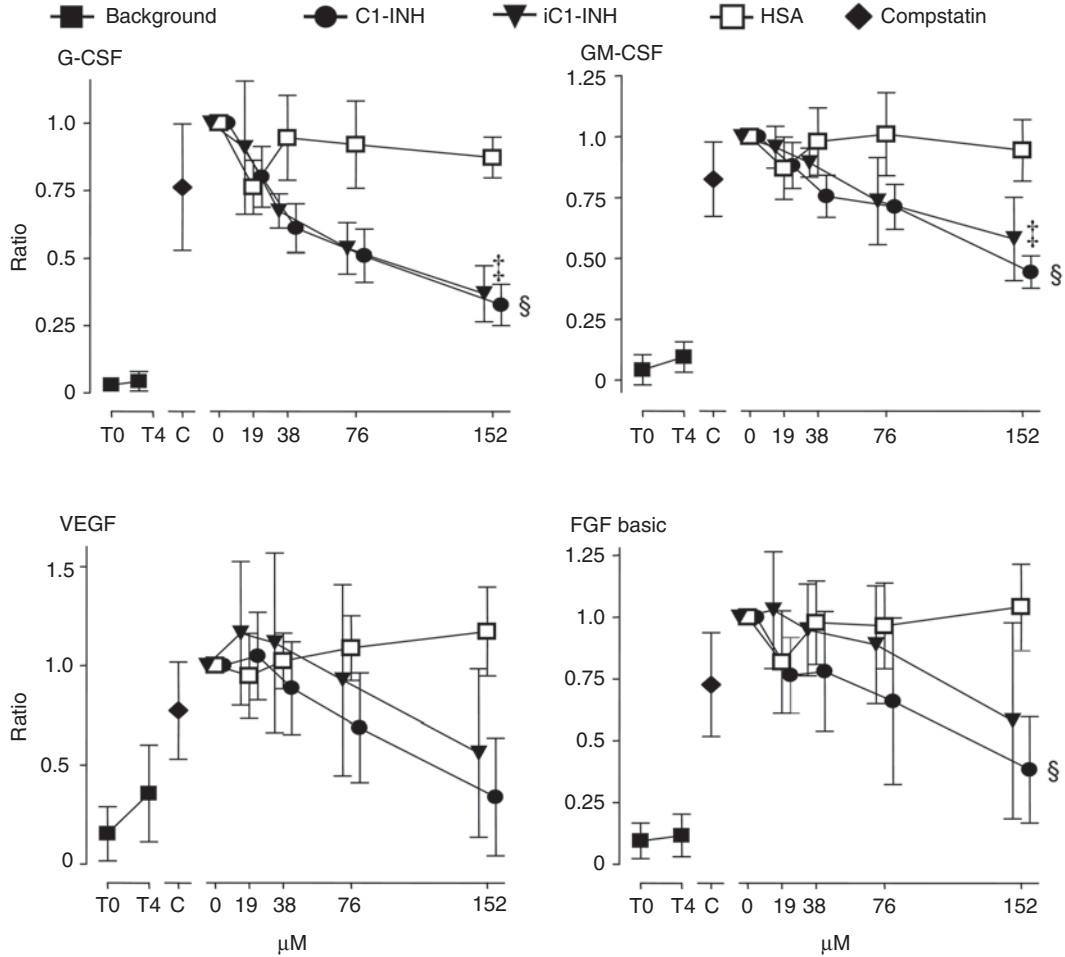 Background C1-INH iC1-INH HSA Compstatin
G-CSF
Ratio
1.0
0.75
0.50
0.25
0
‡
§
T0 T4 C 0 19 38 76 152
GM-CSF
1.25
1.0
0.75
0.50
0.25
0
‡
§
T0 T4 C 0 19 38 76 152
VEGF
Ratio
1.5
1.0
0.5
0
T0 T4 C 0 19 38 76 152
μM
FGF basic
1.25
1.0
0.75
0.50
0.25
0
§
T0 T4 C 0 19 38 76 152
μM